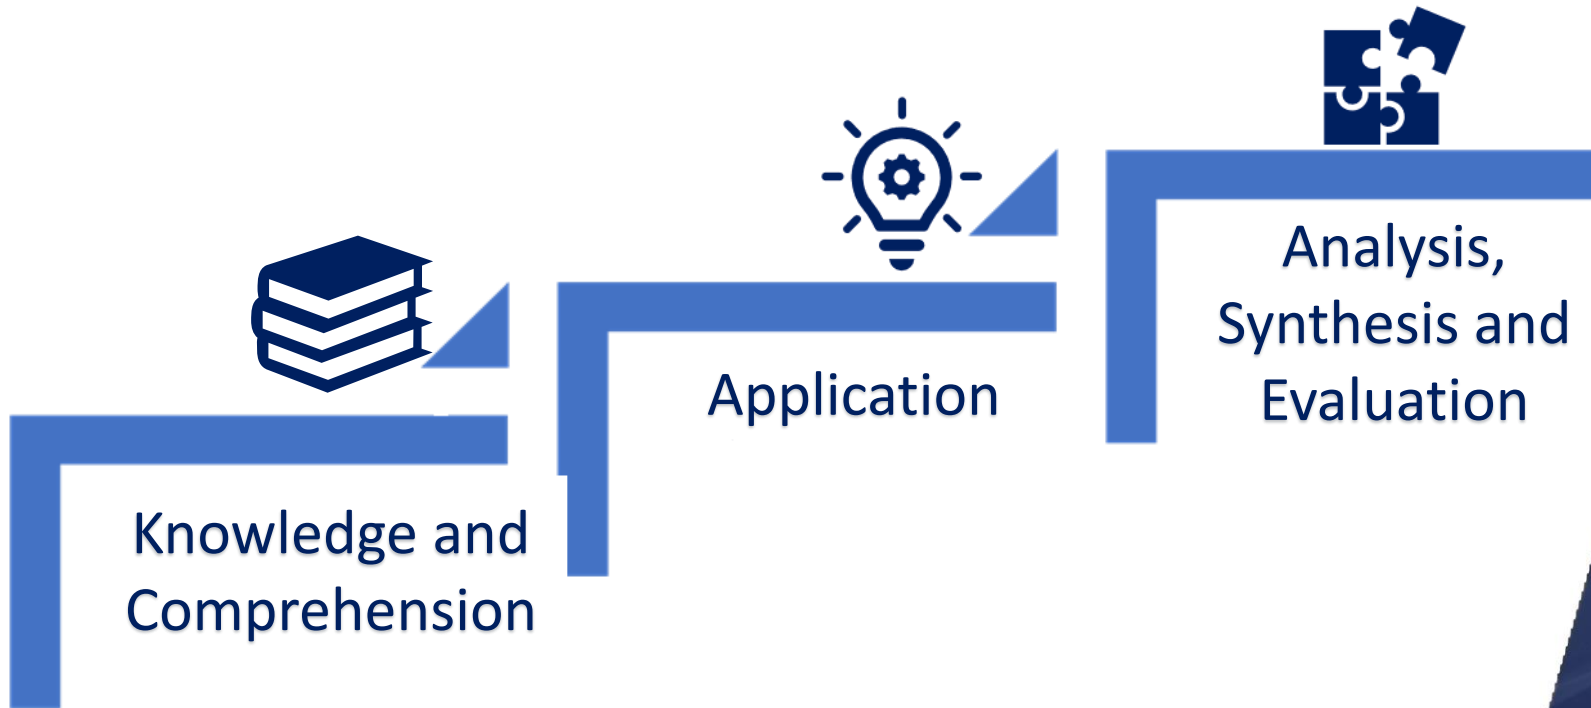 Knowledge and
Comprehension
Application
Analysis,
Synthesis and
Evaluation